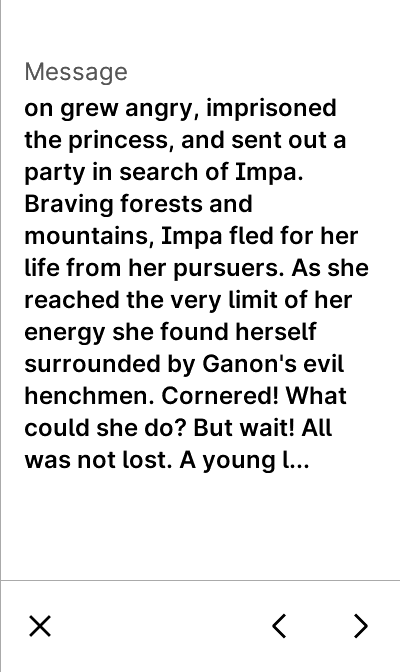 Message
on grew angry, imprisoned
the princess, and sent out a
party in search of Impa.
Braving forests and
mountains, Impa fled for her
life from her pursuers. As she
reached the very limit of her
energy she found herself
surrounded by Ganon's evil
henchmen. Cornered! What
could she do? But wait! All
was not lost. A young l...